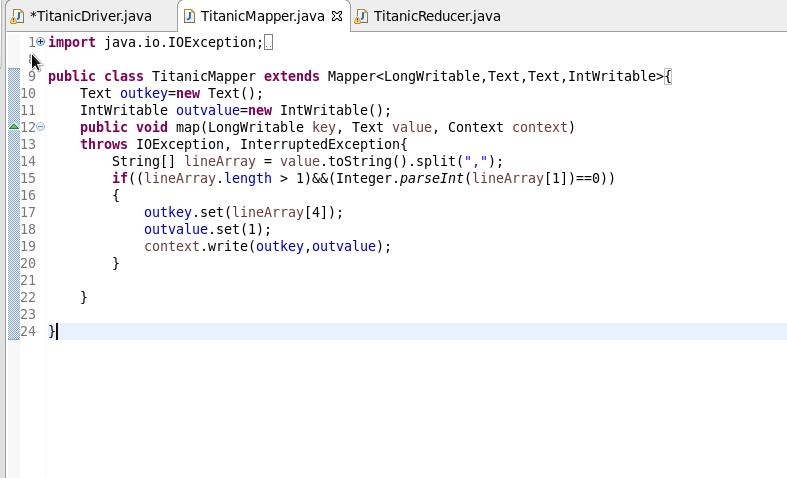 *TitanicDriver.java TitanicMapper.java TitanicReducer.java
1 import java.io.IOException;
9 public class TitanicMapper extends Mapper<LongWritable,Text,Text,IntWritable>{
10 Text outkey=new Text();
11 IntWritable outvalue=new IntWritable();
12 public void map(LongWritable key, Text value, Context context)
13 throws IOException, InterruptedException{
14 String[] lineArray = value.toString().split(",");
15 if((lineArray.length > 1)&&(Integer.parseInt(lineArray[1])==0))
16 {
17 outkey.set(lineArray[4]);
18 outvalue.set(1);
19 context.write(outkey,outvalue);
20 }
21
22 }
23
24 }